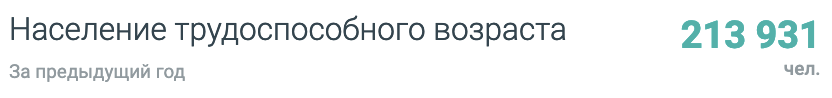 Население трудоспособного возраста 213 931
За предыдущий год чел.